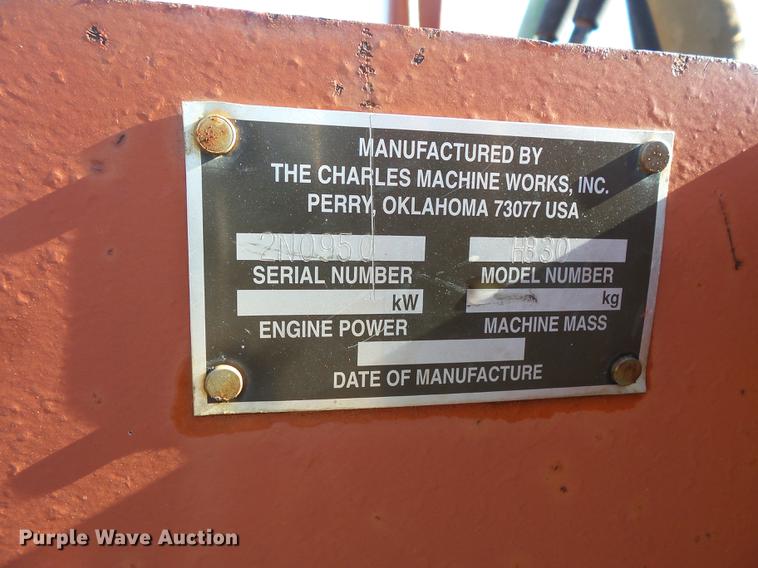 MANUFACTURED BY
THE CHARLES MACHINE WORKS, INC.
PERRY, OKLAHOMA 73077 USA
2N0959 H830
SERIAL NUMBER MODEL NUMBER
kW kg
ENGINE POWER MACHINE MASS
DATE OF MANUFACTURE
Purple Wave Auction